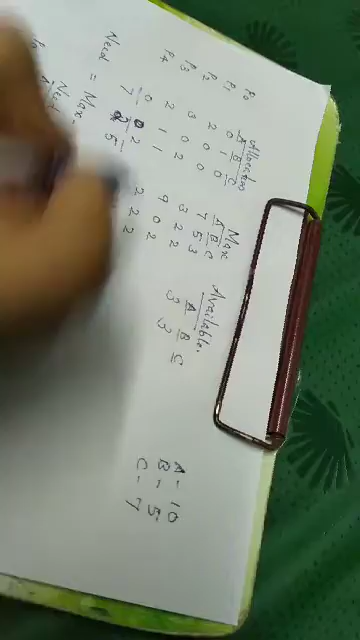 Allocation Max Available.
A B C A B C A B C
P0 0 1 0 7 5 3 3 3
P1 2 0 0 3 2 2
P2 3 0 2 9 0 2
P3 2 1 1 2 2 2
P4 0 0 2
7 2 5
Need = Max -
Need
A
A - 10
B - 5
C - 7